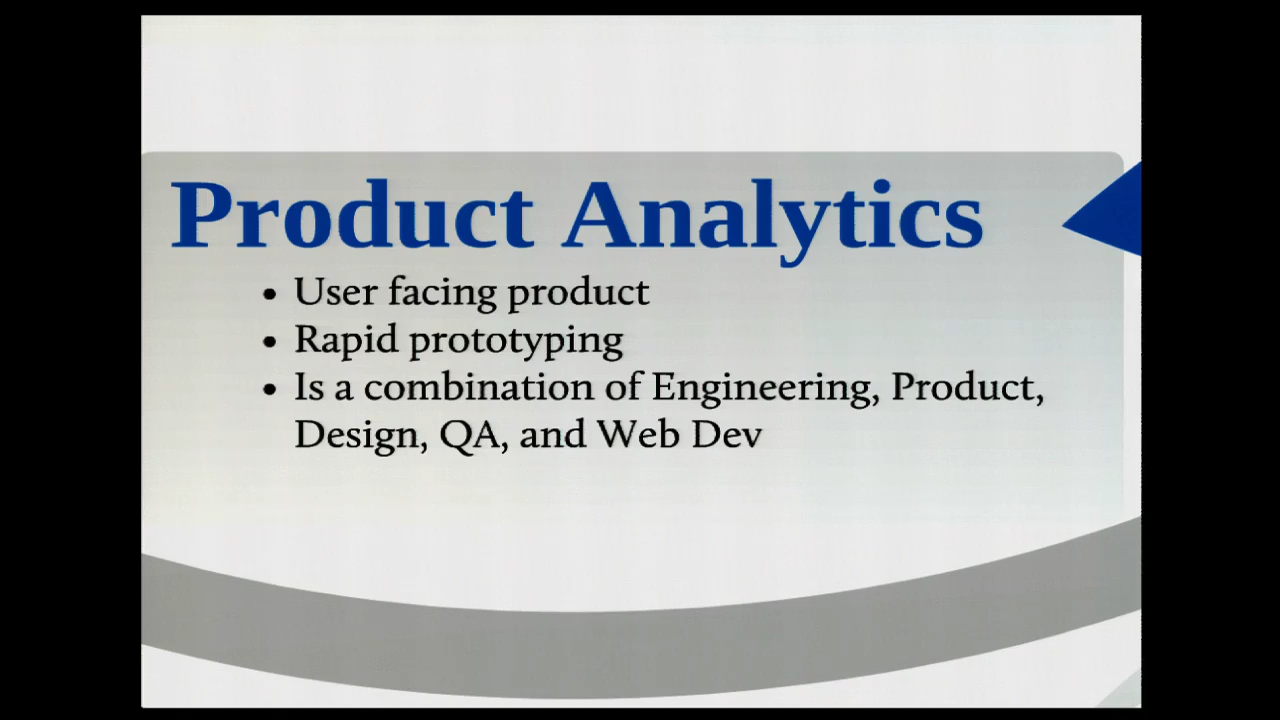 Product Analytics
• User facing product
• Rapid prototyping
• Is a combination of Engineering, Product,
Design, QA, and Web Dev